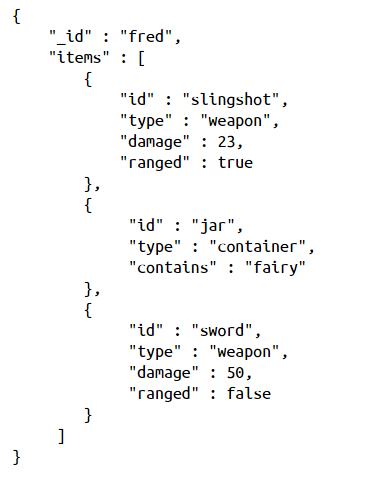 {
    "_id" : "fred",
    "items" : [
        {
            "id" : "slingshot",
            "type" : "weapon",
            "damage" : 23,
            "ranged" : true
        },
        {
             "id" : "jar",
             "type" : "container",
             "contains" : "fairy"
        },
        {
             "id" : "sword",
             "type" : "weapon",
             "damage" : 50,
             "ranged" : false
        }
     ]
}